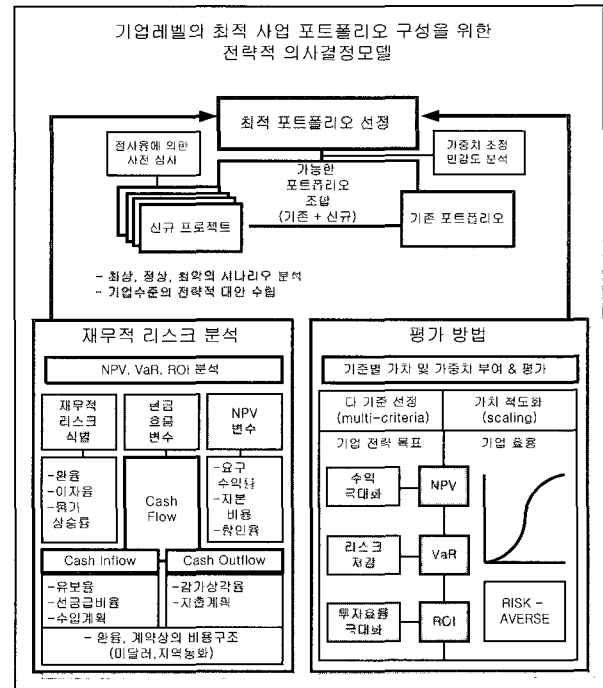 기업레벨의 최적 사업 포트폴리오 구성을 위한
전략적 의사결정모델
최적 포트폴리오 선정
절사율에 의한
사전 심사
가능한
포트폴리오
조합
(기존 + 신규)
가중치 조정
민감도 분석
신규 프로젝트
기존 포트폴리오
- 최상, 정상, 최악의 시나리오 분석
- 기업수준의 전략적 대안 수립
재무적 리스크 분석
NPV, VaR, ROI 분석
재무적
리스크
식별
현금
흐름
변수
NPV
변수
-환율
-이자율
-물가
상승률
Cash
Flow
-요구
수익률
-자본
비용
-할인율
Cash Inflow
Cash Outflow
-유보율
-선급금비율
-수입계획
-감가상각율
-지출계획
- 환율, 계약상의 비용구조
(미달러,지역통화)
평가 방법
기준별 가치 및 가중치 부여 & 평가
다 기준 선정
(multi-criteria)
가치 척도화
(scaling)
기업 전략 목표
기업 효용
수익
극대화
NPV
리스크
저감
VaR
투자효율
극대화
ROI
RISK -
AVERSE